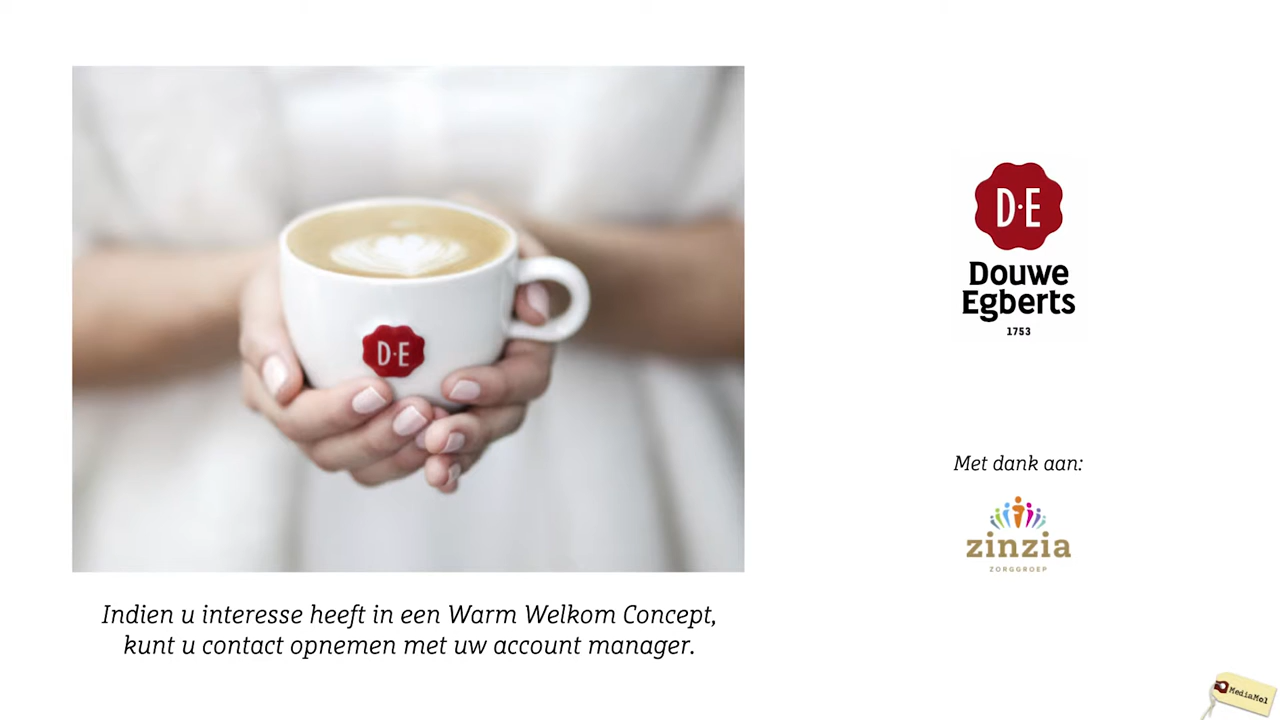 D·E
D·E
Douwe
Egberts
1753
Met dank aan:
zinzia
ZORGGROEP
Indien u interesse heeft in een Warm Welkom Concept,
kunt u contact opnemen met uw account manager.
MediaMol